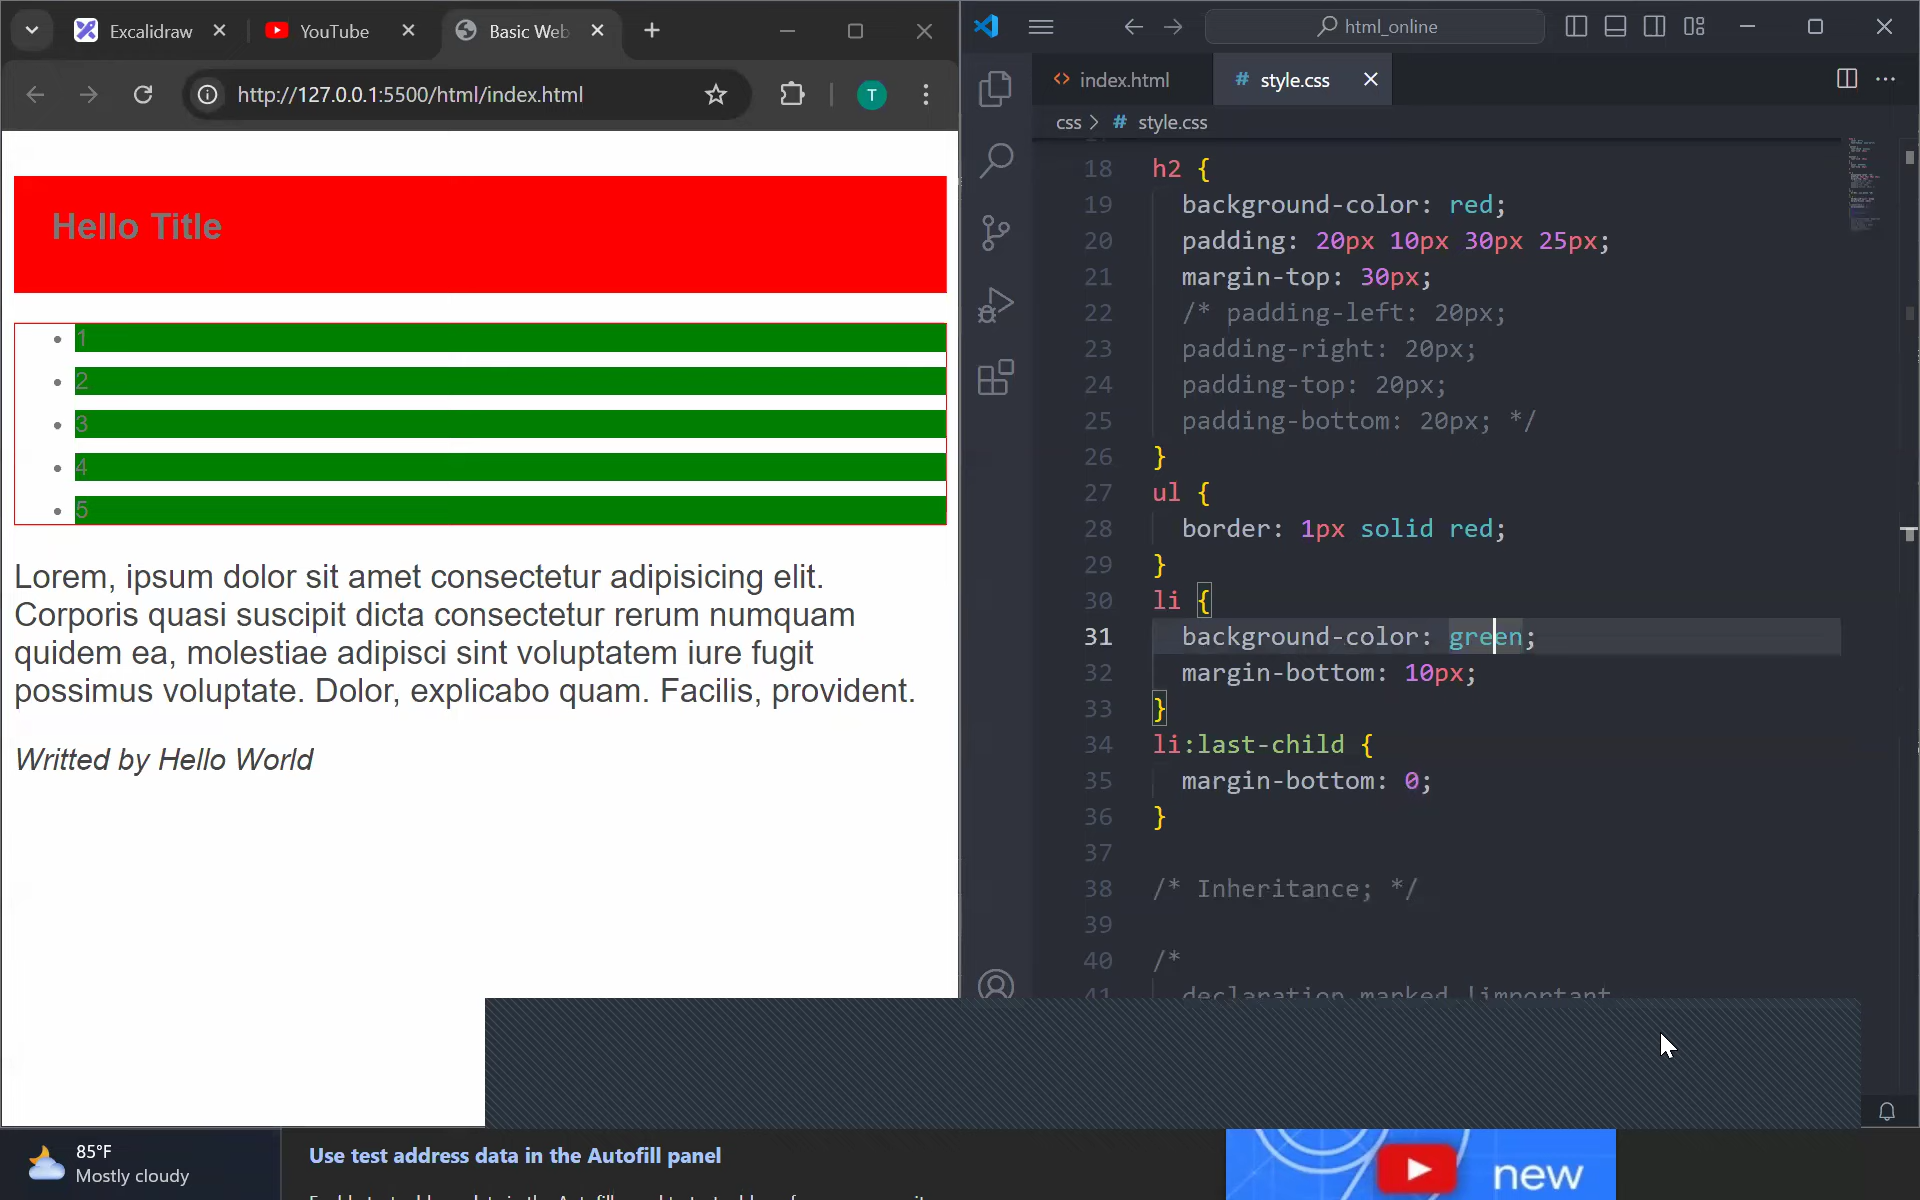 Excalidraw
YouTube
Basic Web
http://127.0.0.1:5500/html/index.html
T
Hello Title
1
2
3
4
5
Lorem, ipsum dolor sit amet consectetur adipisicing elit.
Corporis quasi suscipit dicta consectetur rerum numquam
quidem ea, molestiae adipisci sint voluptatem iure fugit
possimus voluptate. Dolor, explicabo quam. Facilis, provident.
Writted by Hello World
html_online
index.html
# style.css
css > # style.css
18 h2 {
19 background-color: red;
20 padding: 20px 10px 30px 25px;
21 margin-top: 30px;
22 /* padding-left: 20px;
23 padding-right: 20px;
24 padding-top: 20px;
25 padding-bottom: 20px; */
26 }
27 ul {
28 border: 1px solid red;
29 }
30 li {
31 background-color: green;
32 margin-bottom: 10px;
33 }
34 li:last-child {
35 margin-bottom: 0;
36 }
37
38 /* Inheritance; */
39
40 /*
41 declaration marked !important
85°F
Mostly cloudy
Use test address data in the Autofill panel
new